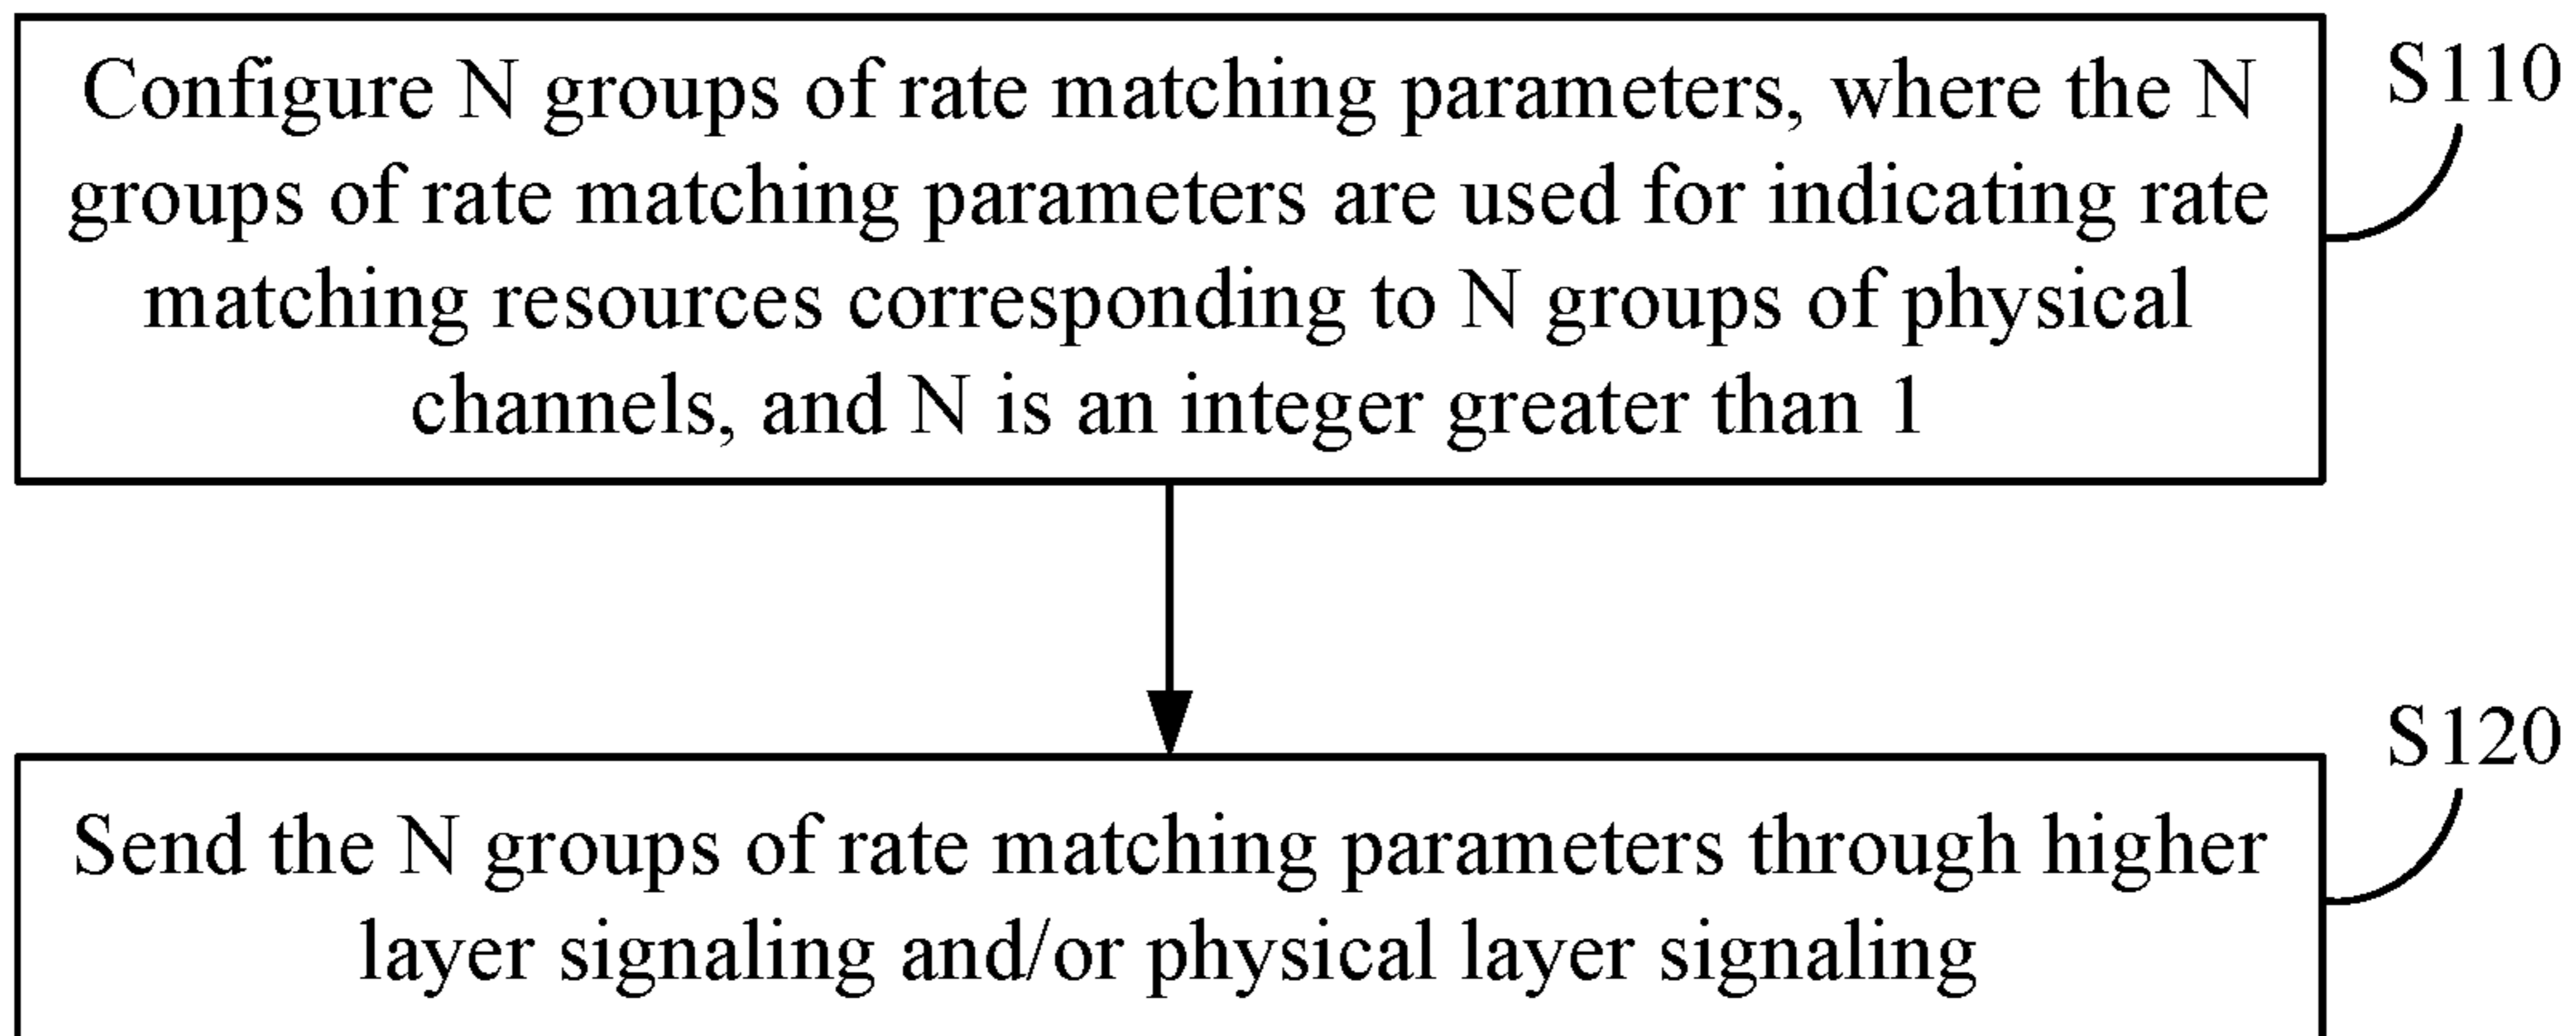 Configure N groups of rate matching parameters, where the N
groups of rate matching parameters are used for indicating rate
matching resources corresponding to N groups of physical
channels, and N is an integer greater than 1
S110
Send the N groups of rate matching parameters through higher
layer signaling and/or physical layer signaling
S120